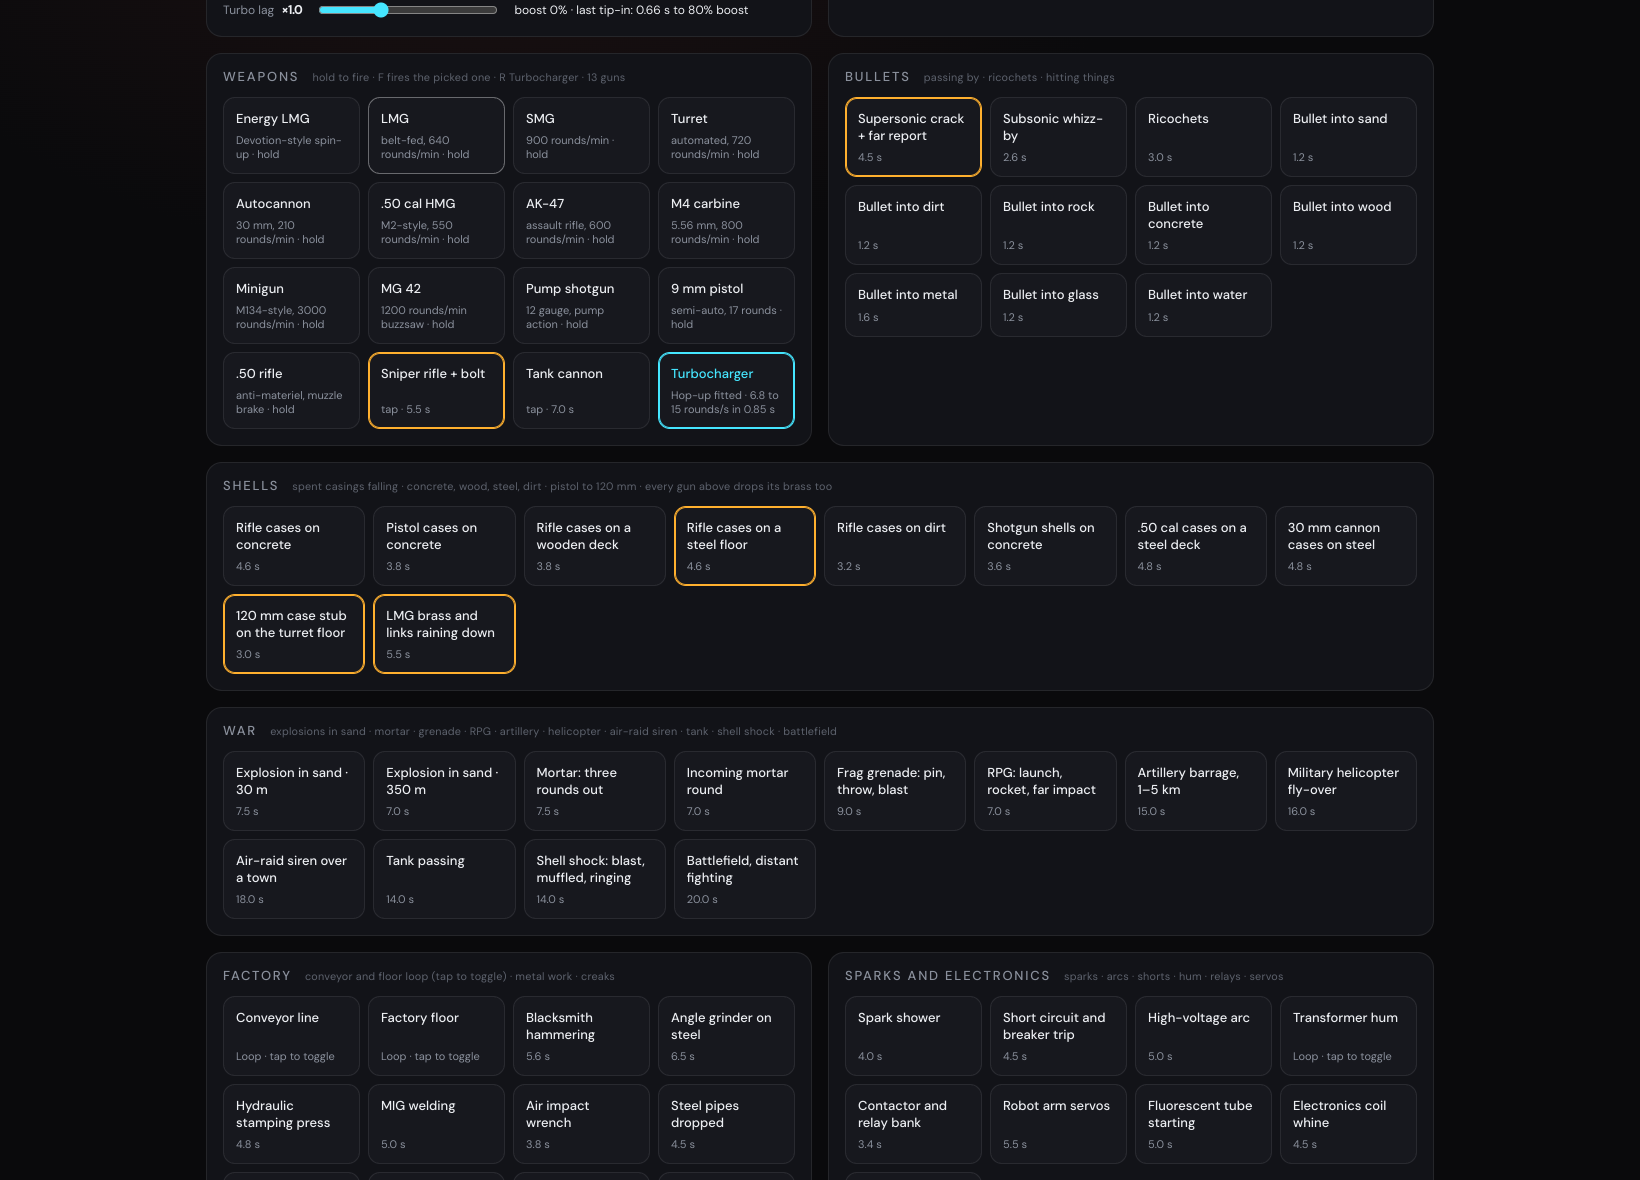 Turbo lag ×1.0 boost 0% · last tip-in: 0.66 s to 80% boost
WEAPONS hold to fire · F fires the picked one · R Turbocharger · 13 guns
Energy LMG
Devotion-style spin-
up · hold
LMG
belt-fed, 640
rounds/min · hold
SMG
900 rounds/min ·
hold
Turret
automated, 720
rounds/min · hold
Autocannon
30 mm, 210
rounds/min · hold
.50 cal HMG
M2-style, 550
rounds/min · hold
AK-47
assault rifle, 600
rounds/min · hold
M4 carbine
5.56 mm, 800
rounds/min · hold
Minigun
M134-style, 3000
rounds/min · hold
MG 42
1200 rounds/min
buzzsaw · hold
Pump shotgun
12 gauge, pump
action · hold
9 mm pistol
semi-auto, 17 rounds ·
hold
.50 rifle
anti-materiel, muzzle
brake · hold
Sniper rifle + bolt
tap · 5.5 s
Tank cannon
tap · 7.0 s
Turbocharger
Hop-up fitted · 6.8 to
15 rounds/s in 0.85 s
BULLETS passing by · ricochets · hitting things
Supersonic crack
+ far report
4.5 s
Subsonic whizz-
by
2.6 s
Ricochets
3.0 s
Bullet into sand
1.2 s
Bullet into dirt
1.2 s
Bullet into rock
1.2 s
Bullet into
concrete
1.2 s
Bullet into wood
1.2 s
Bullet into metal
1.6 s
Bullet into glass
1.2 s
Bullet into water
1.2 s
SHELLS spent casings falling · concrete, wood, steel, dirt · pistol to 120 mm · every gun above drops its brass too
Rifle cases on
concrete
4.6 s
Pistol cases on
concrete
3.8 s
Rifle cases on a
wooden deck
3.8 s
Rifle cases on a
steel floor
4.6 s
Rifle cases on dirt
3.2 s
Shotgun shells on
concrete
3.6 s
.50 cal cases on a
steel deck
4.8 s
30 mm cannon
cases on steel
4.8 s
120 mm case stub
on the turret floor
3.0 s
LMG brass and
links raining down
5.5 s
WAR explosions in sand · mortar · grenade · RPG · artillery · helicopter · air-raid siren · tank · shell shock · battlefield
Explosion in sand ·
30 m
7.5 s
Explosion in sand ·
350 m
7.0 s
Mortar: three
rounds out
7.5 s
Incoming mortar
round
7.0 s
Frag grenade: pin,
throw, blast
9.0 s
RPG: launch,
rocket, far impact
7.0 s
Artillery barrage,
1–5 km
15.0 s
Military helicopter
fly-over
16.0 s
Air-raid siren over
a town
18.0 s
Tank passing
14.0 s
Shell shock: blast,
muffled, ringing
14.0 s
Battlefield, distant
fighting
20.0 s
FACTORY conveyor and floor loop (tap to toggle) · metal work · creaks
Conveyor line
Loop · tap to toggle
Factory floor
Loop · tap to toggle
Blacksmith
hammering
5.6 s
Angle grinder on
steel
6.5 s
Hydraulic
stamping press
4.8 s
MIG welding
5.0 s
Air impact
wrench
3.8 s
Steel pipes
dropped
4.5 s
SPARKS AND ELECTRONICS sparks · arcs · shorts · hum · relays · servos
Spark shower
4.0 s
Short circuit and
breaker trip
4.5 s
High-voltage arc
5.0 s
Transformer hum
Loop · tap to toggle
Contactor and
relay bank
3.4 s
Robot arm servos
5.5 s
Fluorescent tube
starting
5.0 s
Electronics coil
whine
4.5 s